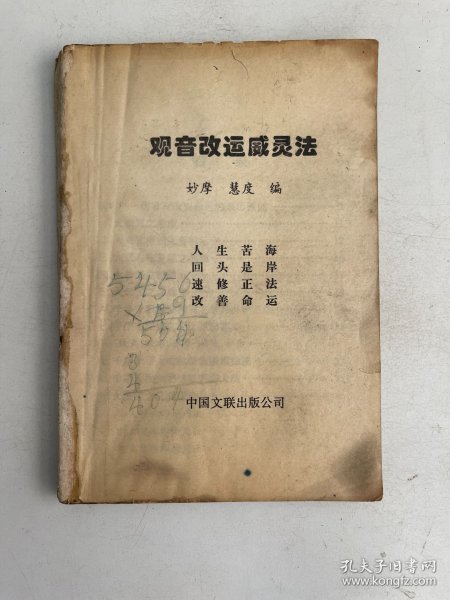 观音改运威灵法
妙摩 慧度 编
人生苦海
回头是岸
速修正法
改善命运
中国文联出版公司
孔夫子旧书网
www.kongfz.com